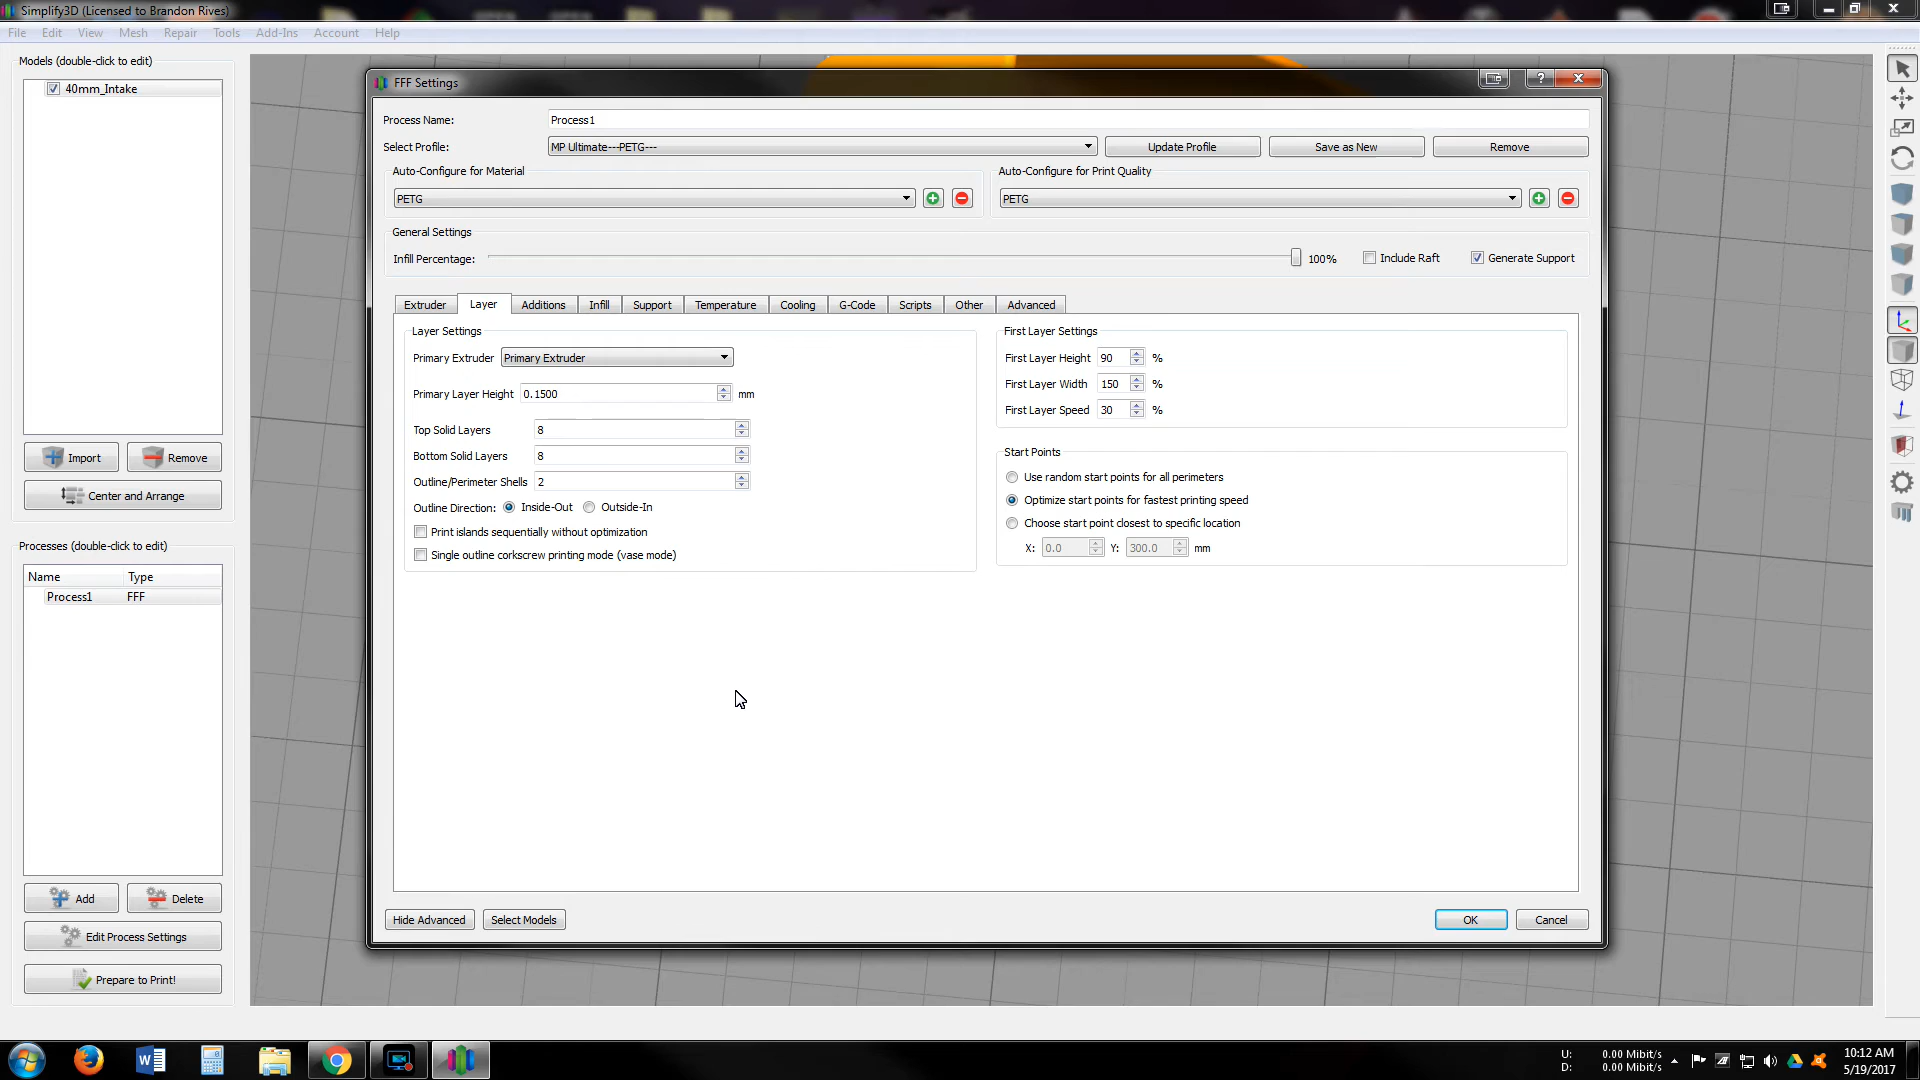 Simplify3D (Licensed to Brandon Rives)
File Edit View Mesh Repair Tools Add-Ins Account Help
Models (double-click to edit)
40mm_Intake
Import Remove
Center and Arrange
Processes (double-click to edit)
Name Type
Process1 FFF
Add Delete
Edit Process Settings
Prepare to Print!
FFF Settings
Process Name: Process1
Select Profile: MP Ultimate---PETG--- Update Profile Save as New Remove
Auto-Configure for Material Auto-Configure for Print Quality
PETG PETG
General Settings
Infill Percentage: 100% Include Raft Generate Support
Extruder Layer Additions Infill Support Temperature Cooling G-Code Scripts Other Advanced
Layer Settings
Primary Extruder Primary Extruder
Primary Layer Height 0.1500 mm
Top Solid Layers 8
Bottom Solid Layers 8
Outline/Perimeter Shells 2
Outline Direction: Inside-Out Outside-In
Print islands sequentially without optimization
Single outline corkscrew printing mode (vase mode)
First Layer Settings
First Layer Height 90 %
First Layer Width 150 %
First Layer Speed 30 %
Start Points
Use random start points for all perimeters
Optimize start points for fastest printing speed
Choose start point closest to specific location
X: 0.0 Y: 300.0 mm
Hide Advanced Select Models OK Cancel
U: 0.00 Mibit/s
D: 0.00 Mibit/s
10:12 AM
5/19/2017